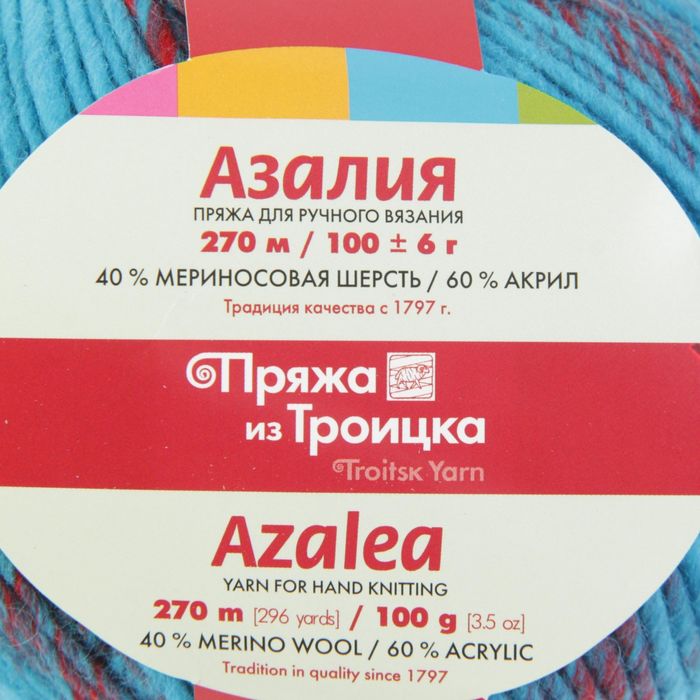 Азалия
ПРЯЖА ДЛЯ РУЧНОГО ВЯЗАНИЯ
270 м / 100 ± 6 г
40 % МЕРИНОСОВАЯ ШЕРСТЬ / 60 % АКРИЛ
Традиция качества с 1797 г.
Пряжа
из Троицка
Troitsk Yarn
Azalea
YARN FOR HAND KNITTING
270 m [296 yards] / 100 g [3.5 oz]
40 % MERINO WOOL / 60 % ACRYLIC
Tradition in quality since 1797